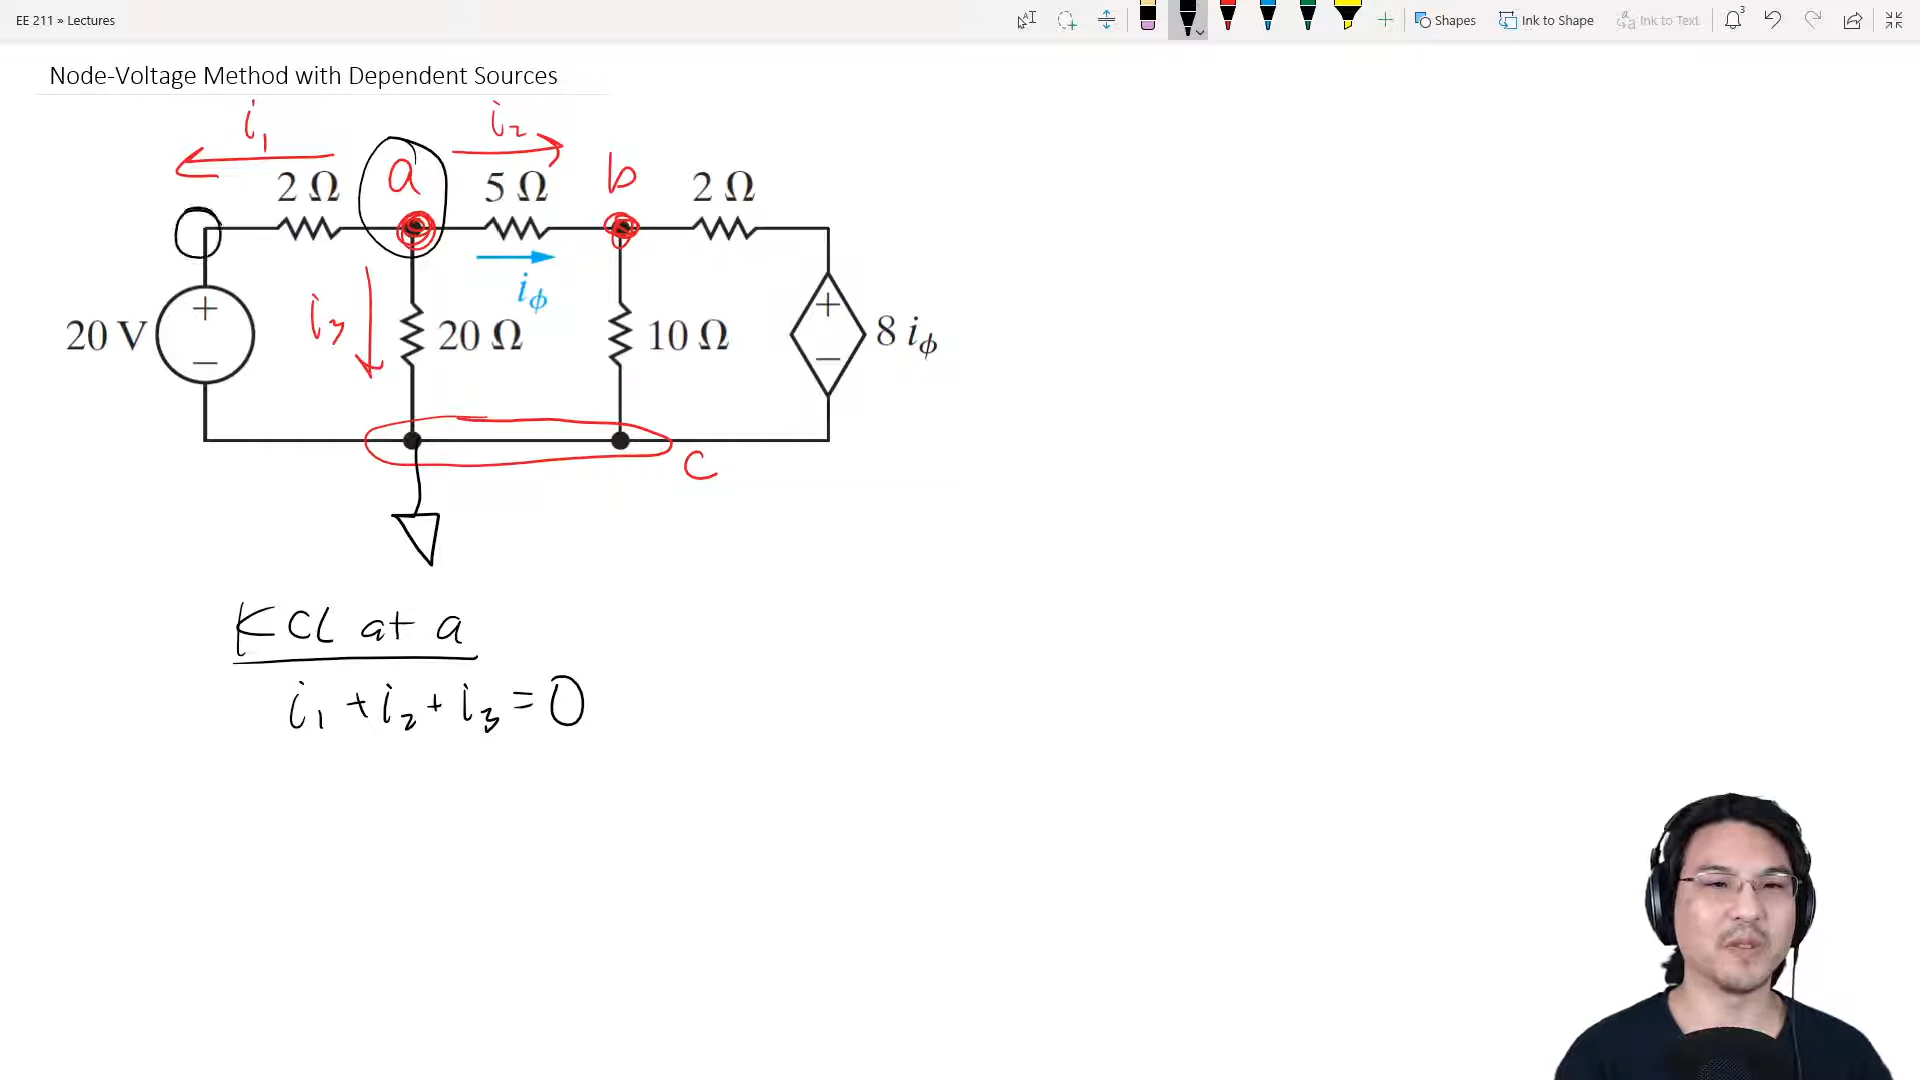 EE 211 » Lectures
Shapes
Ink to Shape
Ink to Text
3
Node-Voltage Method with Dependent Sources
i1
i2
2 Ω
a
5 Ω
b
2 Ω
iϕ
i3
20 V
+
−
20 Ω
10 Ω
+
−
8 iϕ
c
KCL at a
i1 + i2 + i3 = 0